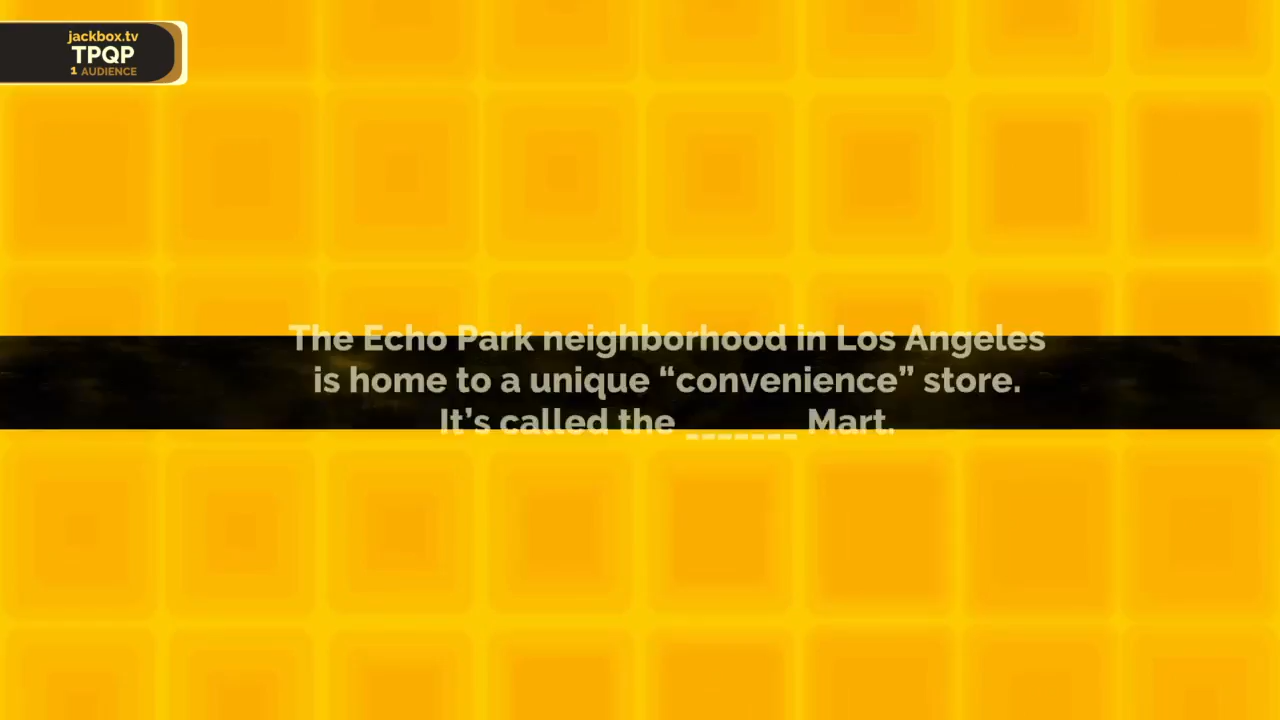 jackbox.tv
TPQP
1 AUDIENCE
The Echo Park neighborhood in Los Angeles
is home to a unique “convenience” store.
It’s called the _______ Mart.